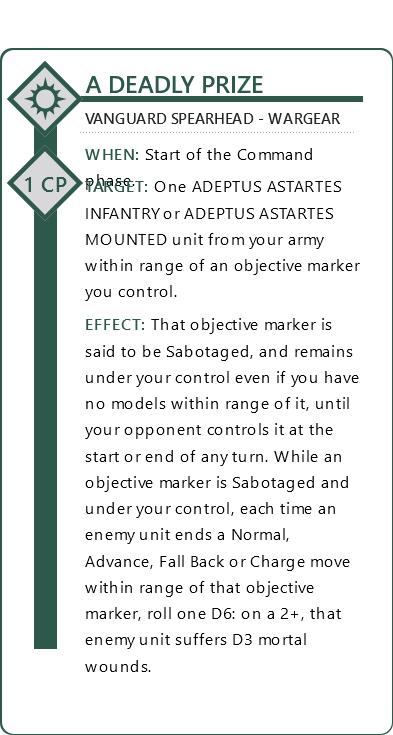 A DEADLY PRIZE
VANGUARD SPEARHEAD - WARGEAR
WHEN: Start of the Command
phase.
1 CP
TARGET: One ADEPTUS ASTARTES
INFANTRY or ADEPTUS ASTARTES
MOUNTED unit from your army
within range of an objective marker
you control.
EFFECT: That objective marker is
said to be Sabotaged, and remains
under your control even if you have
no models within range of it, until
your opponent controls it at the
start or end of any turn. While an
objective marker is Sabotaged and
under your control, each time an
enemy unit ends a Normal,
Advance, Fall Back or Charge move
within range of that objective
marker, roll one D6: on a 2+, that
enemy unit suffers D3 mortal
wounds.